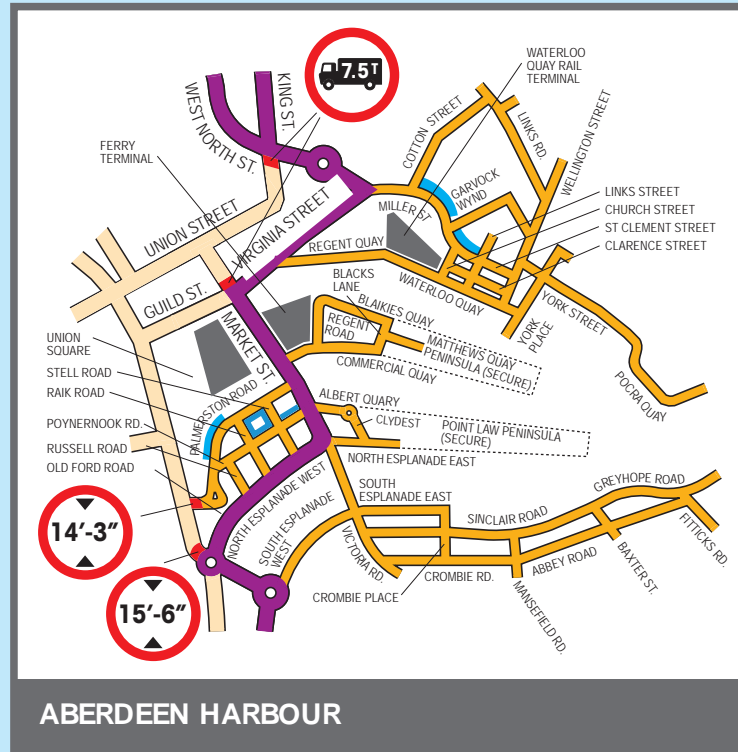 WATERLOO
QUAY RAIL
TERMINAL
7.5T
KING ST.
WEST NORTH ST.
COTTON STREET
LINKS RD.
WELLINGTON STREET
FERRY
TERMINAL
GARVOCK
WYND
MILLER ST
LINKS STREET
CHURCH STREET
ST CLEMENT STREET
CLARENCE STREET
UNION STREET
VIRGINIA STREET
REGENT QUAY
WATERLOO QUAY
GUILD ST.
BLACKS
LANE
BLAIKIES QUAY
YORK STREET
YORK
PLACE
MARKET ST.
REGENT
ROAD
MATTHEWS QUAY
PENINSULA (SECURE)
COMMERCIAL QUAY
POCRA QUAY
UNION
SQUARE
STELL ROAD
RAIK ROAD
POYNERNOOK RD.
RUSSELL ROAD
OLD FORD ROAD
PALMERSTON ROAD
ALBERT QUARY
CLYDEST
POINT LAW PENINSULA
(SECURE)
NORTH ESPLANADE EAST
NORTH ESPLANADE WEST
SOUTH ESPLANADE
WEST
SOUTH
ESPLANADE EAST
GREYHOPE ROAD
SINCLAIR ROAD
FITTICKS RD.
14'-3"
VICTORIA RD.
CROMBIE RD.
ABBEY ROAD
BAXTER ST.
CROMBIE PLACE
MANSEFIELD RD.
15'-6"
ABERDEEN HARBOUR